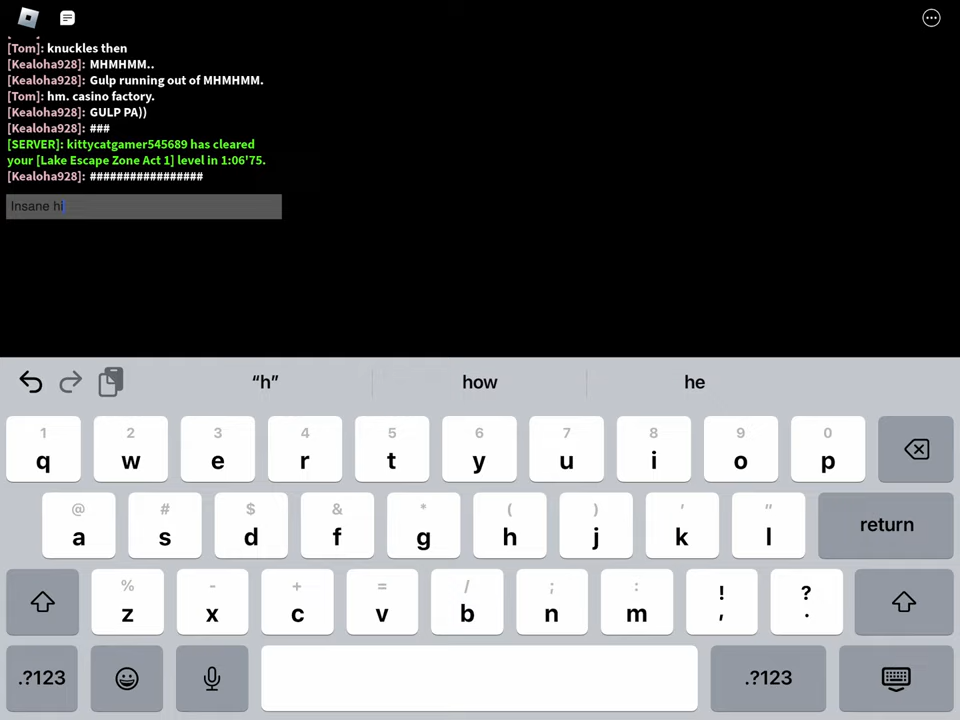 [Tom]: knuckles then
[Kealoha928]: MHMHMM..
[Kealoha928]: Gulp running out of MHMHMM.
[Tom]: hm. casino factory.
[Kealoha928]: GULP PA))
[Kealoha928]: ###
[SERVER]: kittycatgamer545689 has cleared
your [Lake Escape Zone Act 1] level in 1:06'75.
[Kealoha928]: #################
Insane hi
“h” how he
1 2 3 4 5 6 7 8 9 0
q w e r t y u i o p
@ # $ & * ( ) ' "
a s d f g h j k l return
% - + = / ; : ! ?
z x c v b n m , .
.?123 .?123